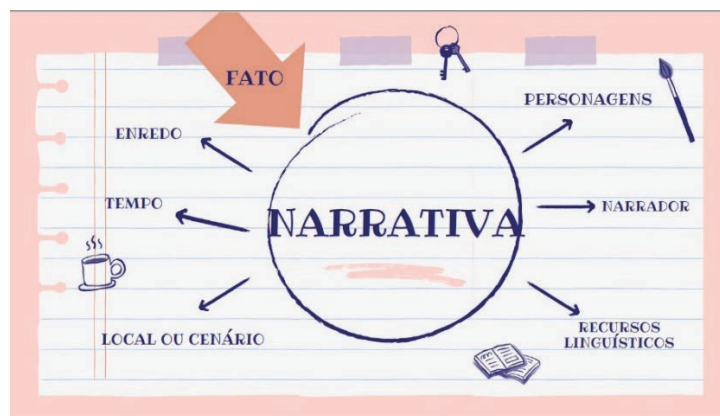 FATO
PERSONAGENS
ENREDO
TEMPO
NARRADOR
NARRATIVA
LOCAL OU CENÁRIO
RECURSOS
LINGUÍSTICOS